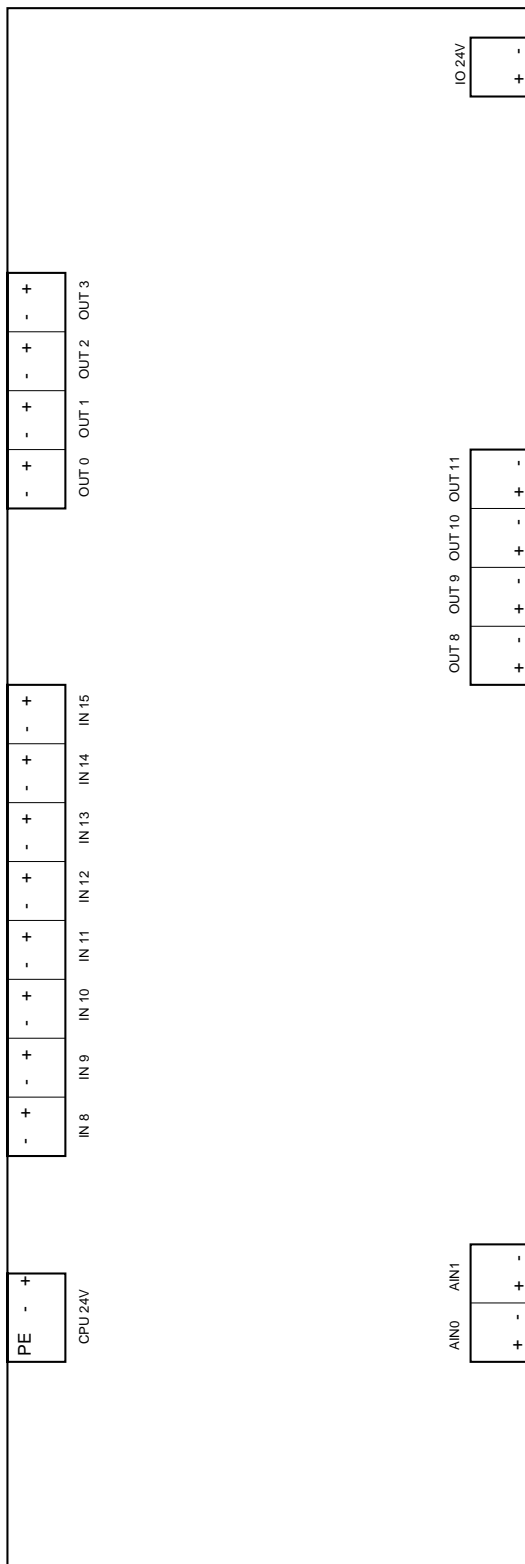 PE - + - + - + - + - + - + - + - + - + - + - + - + - +
CPU 24V IN 8 IN 9 IN 10 IN 11 IN 12 IN 13 IN 14 IN 15 OUT 0 OUT 1 OUT 2 OUT 3
AIN0 AIN1 OUT 8 OUT 9 OUT 10 OUT 11 IO 24V
+ - + - + - + - + - + - + -